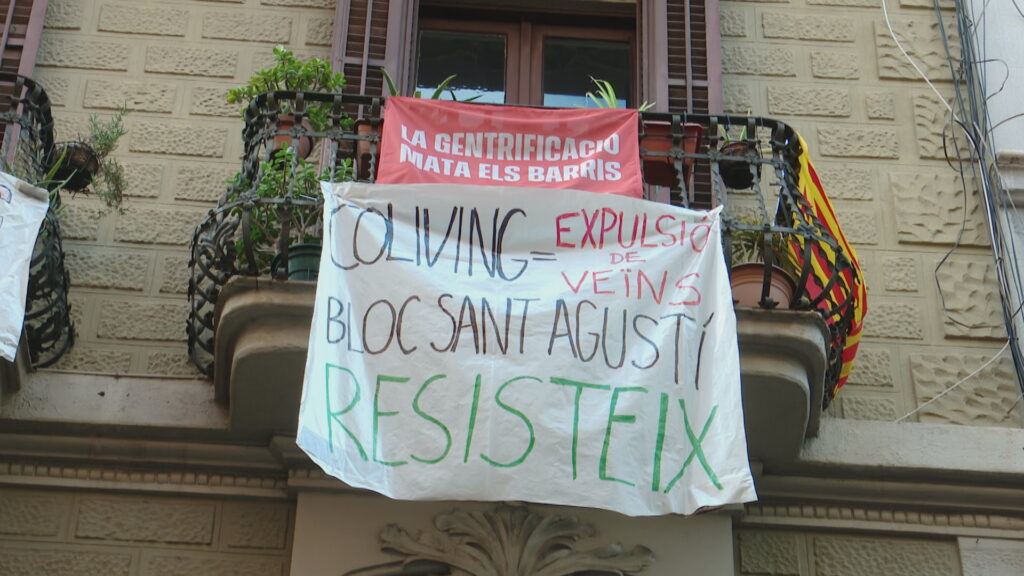 LA GENTRIFICACIÓ
MATA ELS BARRIS
COLIVING = EXPULSIÓ
DE
VEÏNS
BLOC SANT AGUSTÍ
RESISTEIX